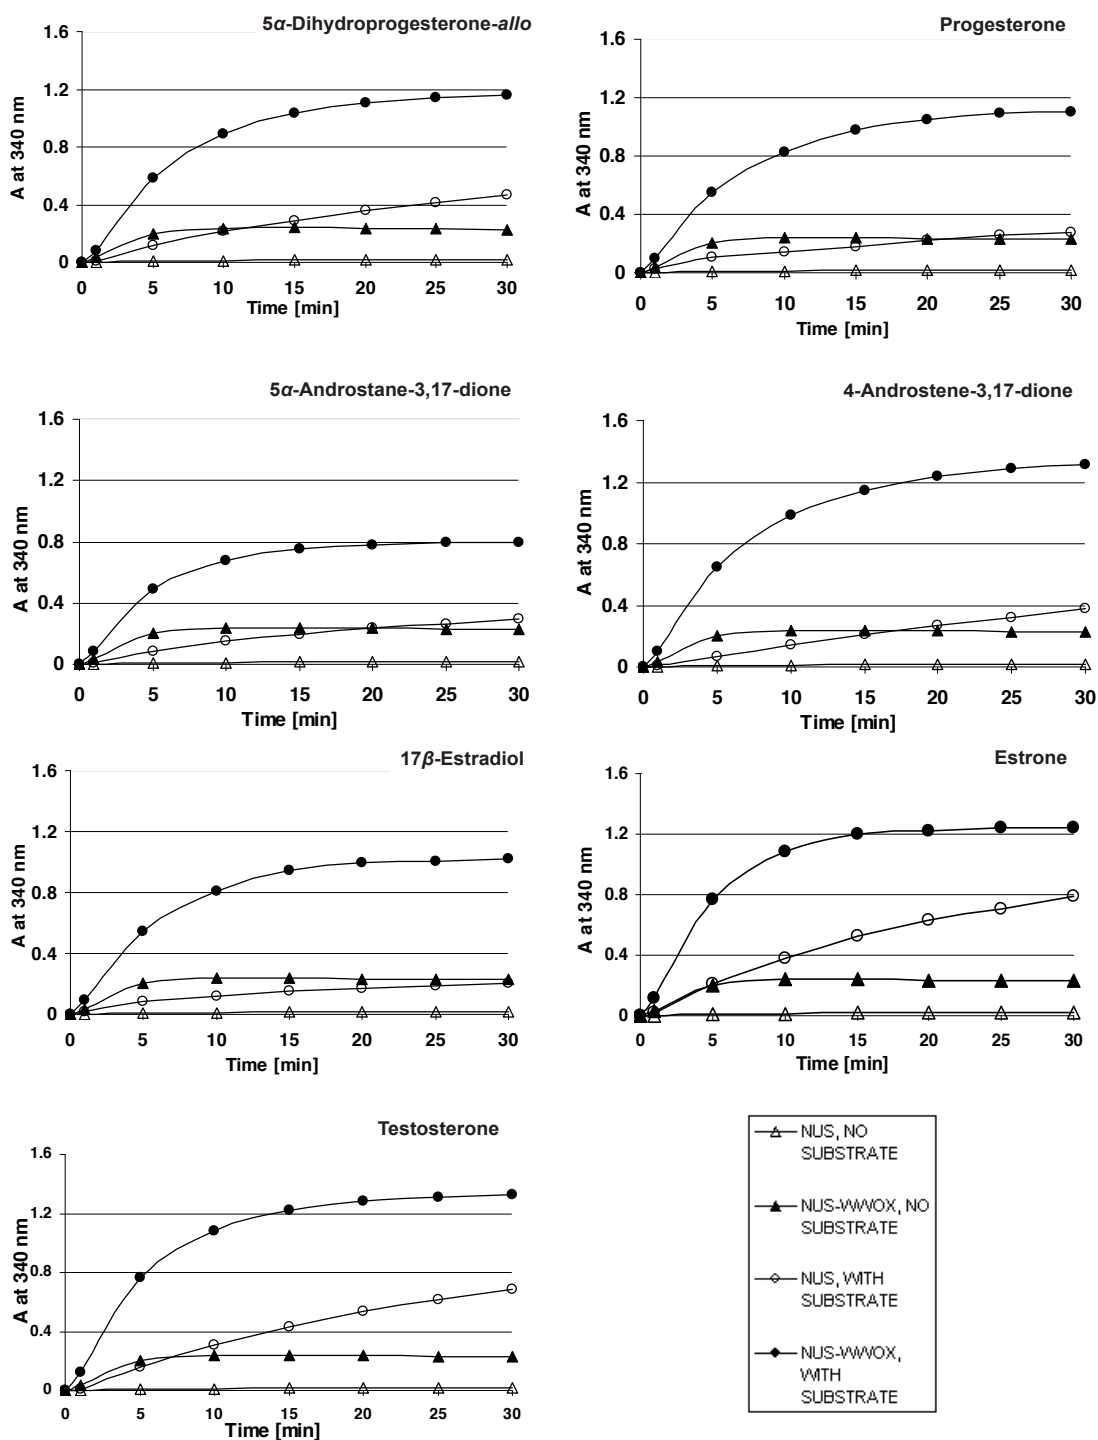 5α-Dihydroprogesterone-allo
1.6
1.2
0.8
0.4
0
A at 340 nm
0 5 10 15 20 25 30
Time [min]
Progesterone
1.6
1.2
0.8
0.4
0
A at 340 nm
0 5 10 15 20 25 30
Time [min]
5α-Androstane-3,17-dione
1.6
1.2
0.8
0.4
0
A at 340 nm
0 5 10 15 20 25 30
Time [min]
4-Androstene-3,17-dione
1.6
1.2
0.8
0.4
0
A at 340 nm
0 5 10 15 20 25 30
Time [min]
17β-Estradiol
1.6
1.2
0.8
0.4
0
A at 340 nm
0 5 10 15 20 25 30
Time [min]
Estrone
1.6
1.2
0.8
0.4
0
A at 340 nm
0 5 10 15 20 25 30
Time [min]
Testosterone
1.6
1.2
0.8
0.4
0
A at 340 nm
0 5 10 15 20 25 30
Time [min]
NUS, NO
SUBSTRATE
NUS-WWOX, NO
SUBSTRATE
NUS, WITH
SUBSTRATE
NUS-WWOX,
WITH
SUBSTRATE